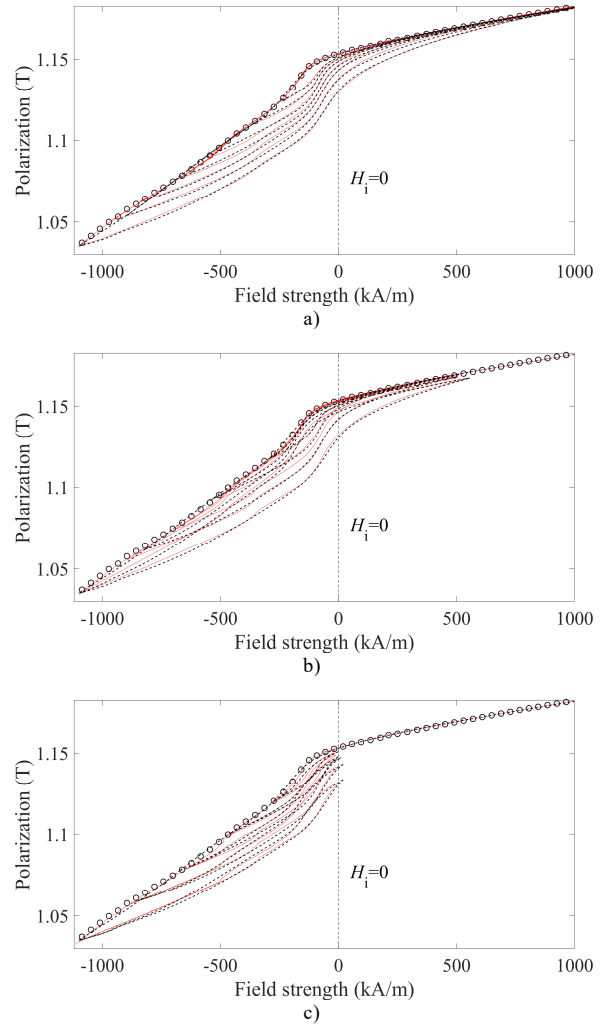 1.15
1.1
1.05
Polarization (T)
H_i=0
-1000 -500 0 500 1000
Field strength (kA/m)
a)
1.15
1.1
1.05
Polarization (T)
H_i=0
-1000 -500 0 500 1000
Field strength (kA/m)
b)
1.15
1.1
1.05
Polarization (T)
H_i=0
-1000 -500 0 500 1000
Field strength (kA/m)
c)